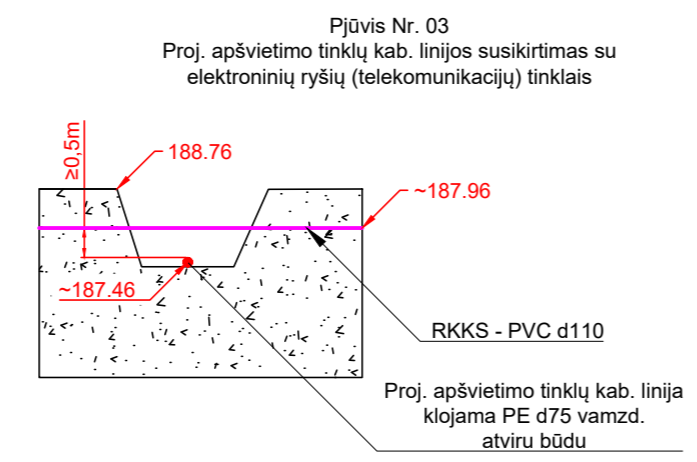 Pjūvis Nr. 03
Proj. apšvietimo tinklų kab. linijos susikirtimas su
elektroninių ryšių (telekomunikacijų) tinklais
≥0,5m
188.76
~187.96
~187.46
RKKS - PVC d110
Proj. apšvietimo tinklų kab. linija
klojama PE d75 vamzd.
atviru būdu